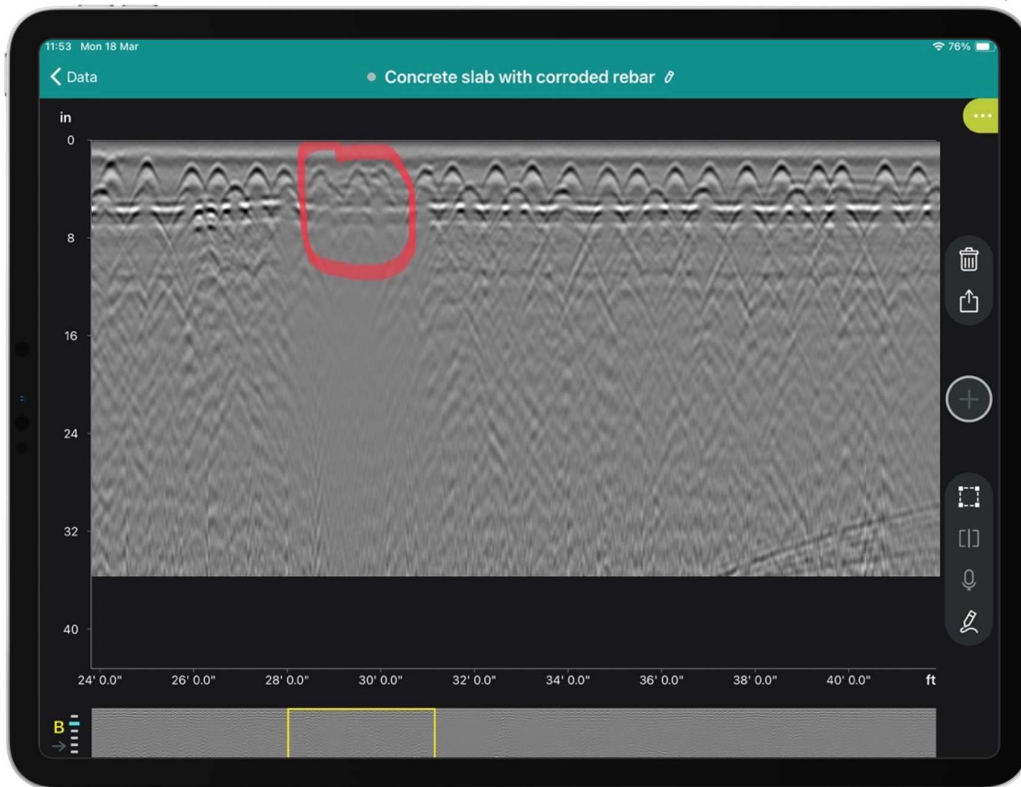 11:53 Mon 18 Mar
76%
Data
Concrete slab with corroded rebar
in
0
8
16
24
32
40
24' 0.0" 26' 0.0" 28' 0.0" 30' 0.0" 32' 0.0" 34' 0.0" 36' 0.0" 38' 0.0" 40' 0.0" ft
B